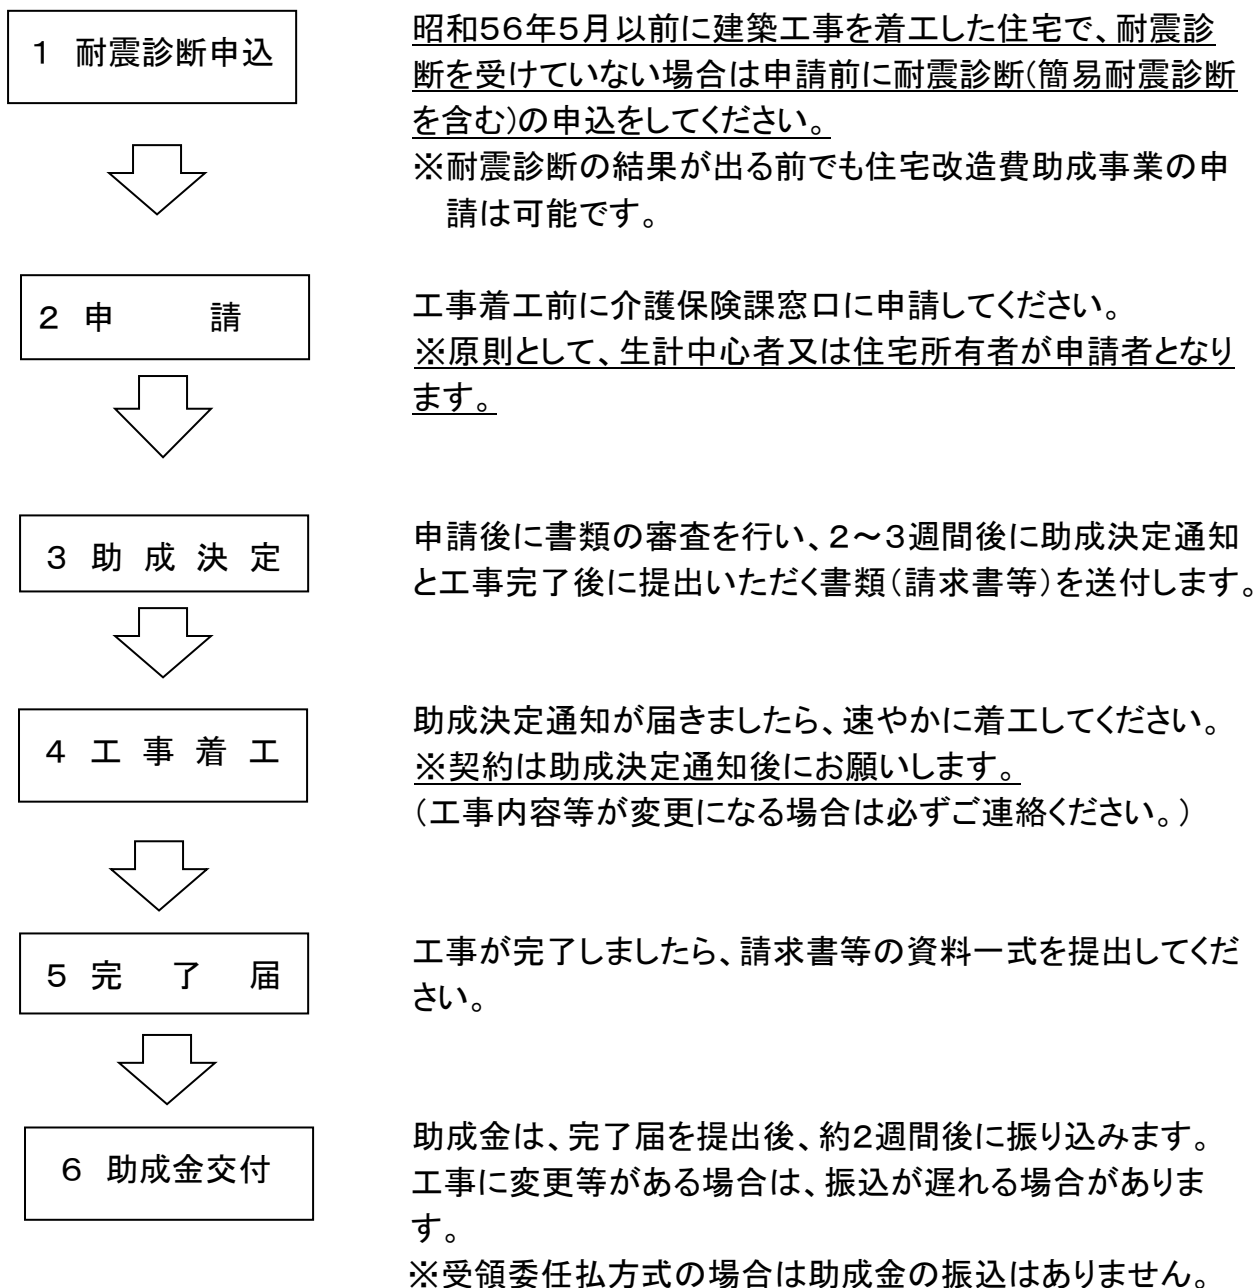 1 耐震診断申込
昭和56年5月以前に建築工事を着工した住宅で、耐震診
断を受けていない場合は申請前に耐震診断(簡易耐震診断
を含む)の申込をしてください。
※耐震診断の結果が出る前でも住宅改造費助成事業の申
請は可能です。
2 申 請
工事着工前に介護保険課窓口に申請してください。
※原則として、生計中心者又は住宅所有者が申請者となり
ます。
3 助 成 決 定
申請後に書類の審査を行い、2~3週間後に助成決定通知
と工事完了後に提出いただく書類(請求書等)を送付します。
4 工 事 着 工
助成決定通知が届きましたら、速やかに着工してください。
※契約は助成決定通知後にお願いします。
(工事内容等が変更になる場合は必ずご連絡ください。)
5 完 了 届
工事が完了しましたら、請求書等の資料一式を提出してくだ
さい。
6 助成金交付
助成金は、完了届を提出後、約2週間後に振り込みます。
工事に変更等がある場合は、振込が遅れる場合がありま
す。
※受領委任払方式の場合は助成金の振込はありません。